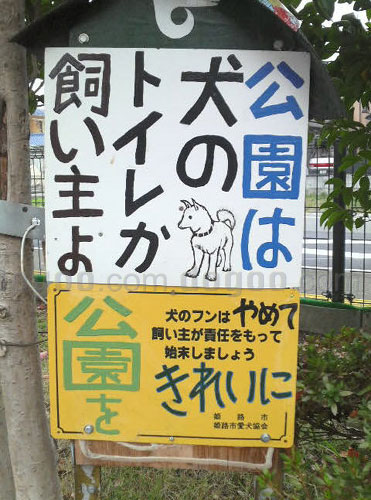 公園は
犬の
トイレか
飼い主よ
公園を
犬のフンはやめて
飼い主が責任をもって
始末しましょう
きれいに
姫路市
姫路市愛犬協会